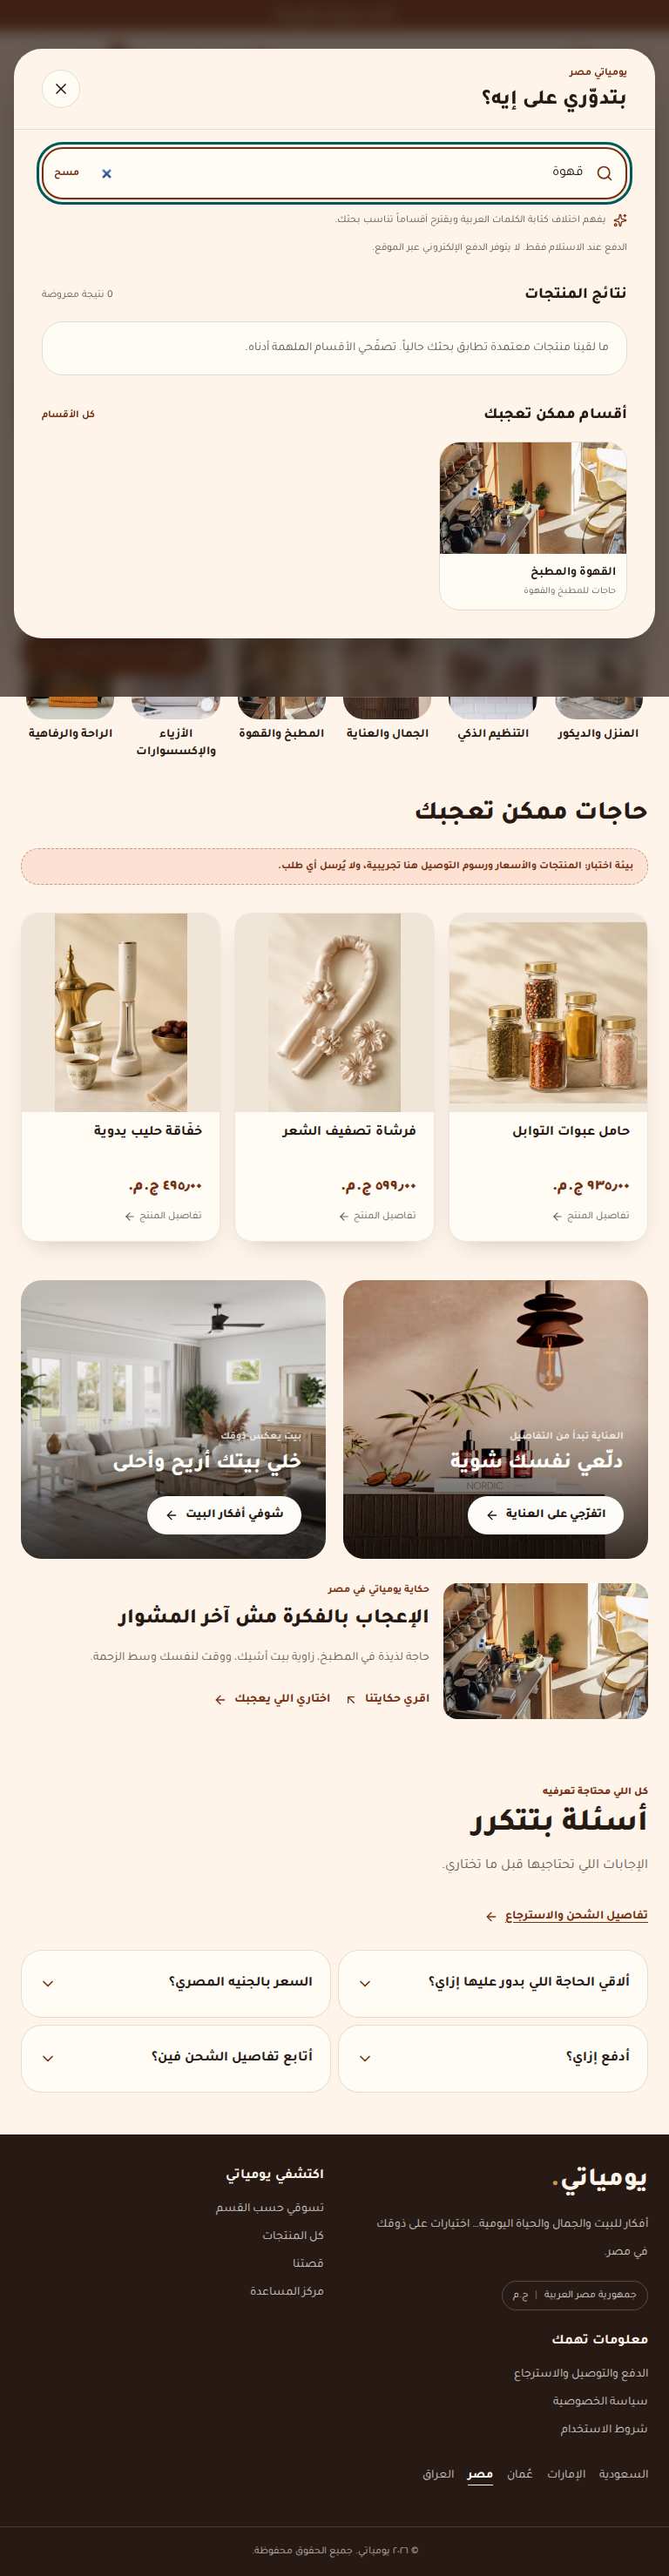 يومياتي مصر
بتدوّري على إيه؟
قهوة
مسح
يفهم اختلاف كتابة الكلمات العربية ويقترح أقساماً تناسب بحثك.
الدفع عند الاستلام فقط. لا يتوفر الدفع الإلكتروني عبر الموقع.
نتائج المنتجات
0 نتيجة معروضة
ما لقينا منتجات معتمدة تطابق بحثك حالياً. تصفّحي الأقسام الملهمة أدناه.
أقسام ممكن تعجبك
كل الأقسام
القهوة والمطبخ
حاجات للمطبخ والقهوة
المنزل والديكور
التنظيم الذكي
الجمال والعناية
المطبخ والقهوة
الأزياء والإكسسوارات
الراحة والرفاهية
حاجات ممكن تعجبك
بيئة اختبار: المنتجات والأسعار ورسوم التوصيل هنا تجريبية، ولا يُرسل أي طلب.
حامل عبوات التوابل
٩٣٥٫٠٠ ج.م.
تفاصيل المنتج
فرشاة تصفيف الشعر
٥٩٩٫٠٠ ج.م.
تفاصيل المنتج
خفّاقة حليب يدوية
٤٩٥٫٠٠ ج.م.
تفاصيل المنتج
العناية تبدأ من التفاصيل
دلّعي نفسك شوية
NORDIC
اتفرّجي على العناية
بيت يعكس ذوقك
خلي بيتك أريح وأحلى
شوفي أفكار البيت
حكاية يومياتي في مصر
الإعجاب بالفكرة مش آخر المشوار
حاجة لذيذة في المطبخ، زاوية بيت أشيك، ووقت لنفسك وسط الزحمة.
اقري حكايتنا
اختاري اللي يعجبك
كل اللي محتاجة تعرفيه
أسئلة بتتكرر
الإجابات اللي تحتاجيها قبل ما تختاري.
تفاصيل الشحن والاسترجاع
ألاقي الحاجة اللي بدور عليها إزاي؟
السعر بالجنيه المصري؟
أدفع إزاي؟
أتابع تفاصيل الشحن فين؟
يومياتي.
أفكار للبيت والجمال والحياة اليومية… اختيارات على ذوقك
في مصر.
جمهورية مصر العربية | ج.م
اكتشفي يومياتي
تسوقي حسب القسم
كل المنتجات
قصتنا
مركز المساعدة
معلومات تهمك
الدفع والتوصيل والاسترجاع
سياسة الخصوصية
شروط الاستخدام
السعودية الإمارات عُمان مصر العراق
© ٢٠٢٦ يومياتي. جميع الحقوق محفوظة.